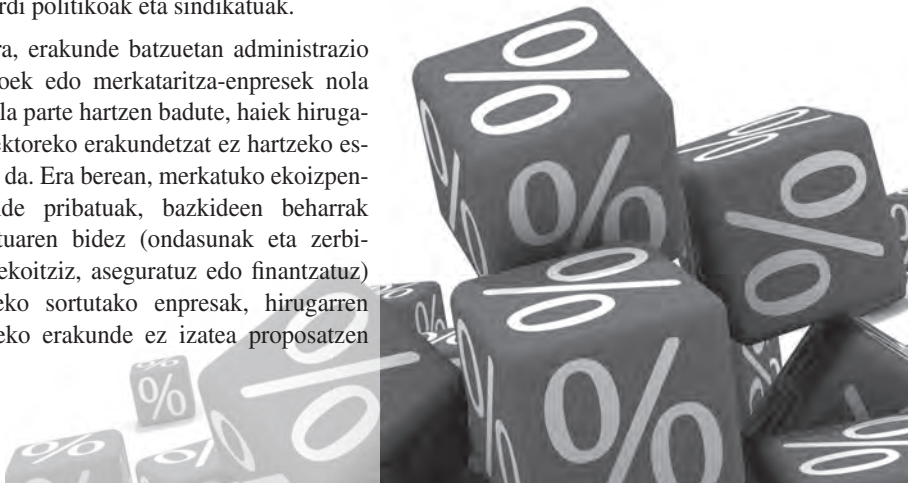 rdi politikoak eta sindikatuak.
ra, erakunde batzuetan administrazio
oek edo merkataritza-enpresek nola
la parte hartzen badute, haiek hiruga-
ektoreko erakundetzat ez hartzeko es-
da. Era berean, merkatuko ekoizpen-
nde pribatuak, bazkideen beharrak
tuaren bidez (ondasunak eta zerbi-
ekoitziz, aseguratuz edo finantzatuz)
eko sortutako enpresak, hirugarren
eko erakunde ez izatea proposatzen
%
%
%
%
%
%
%
%
%
%
%
%
%
%